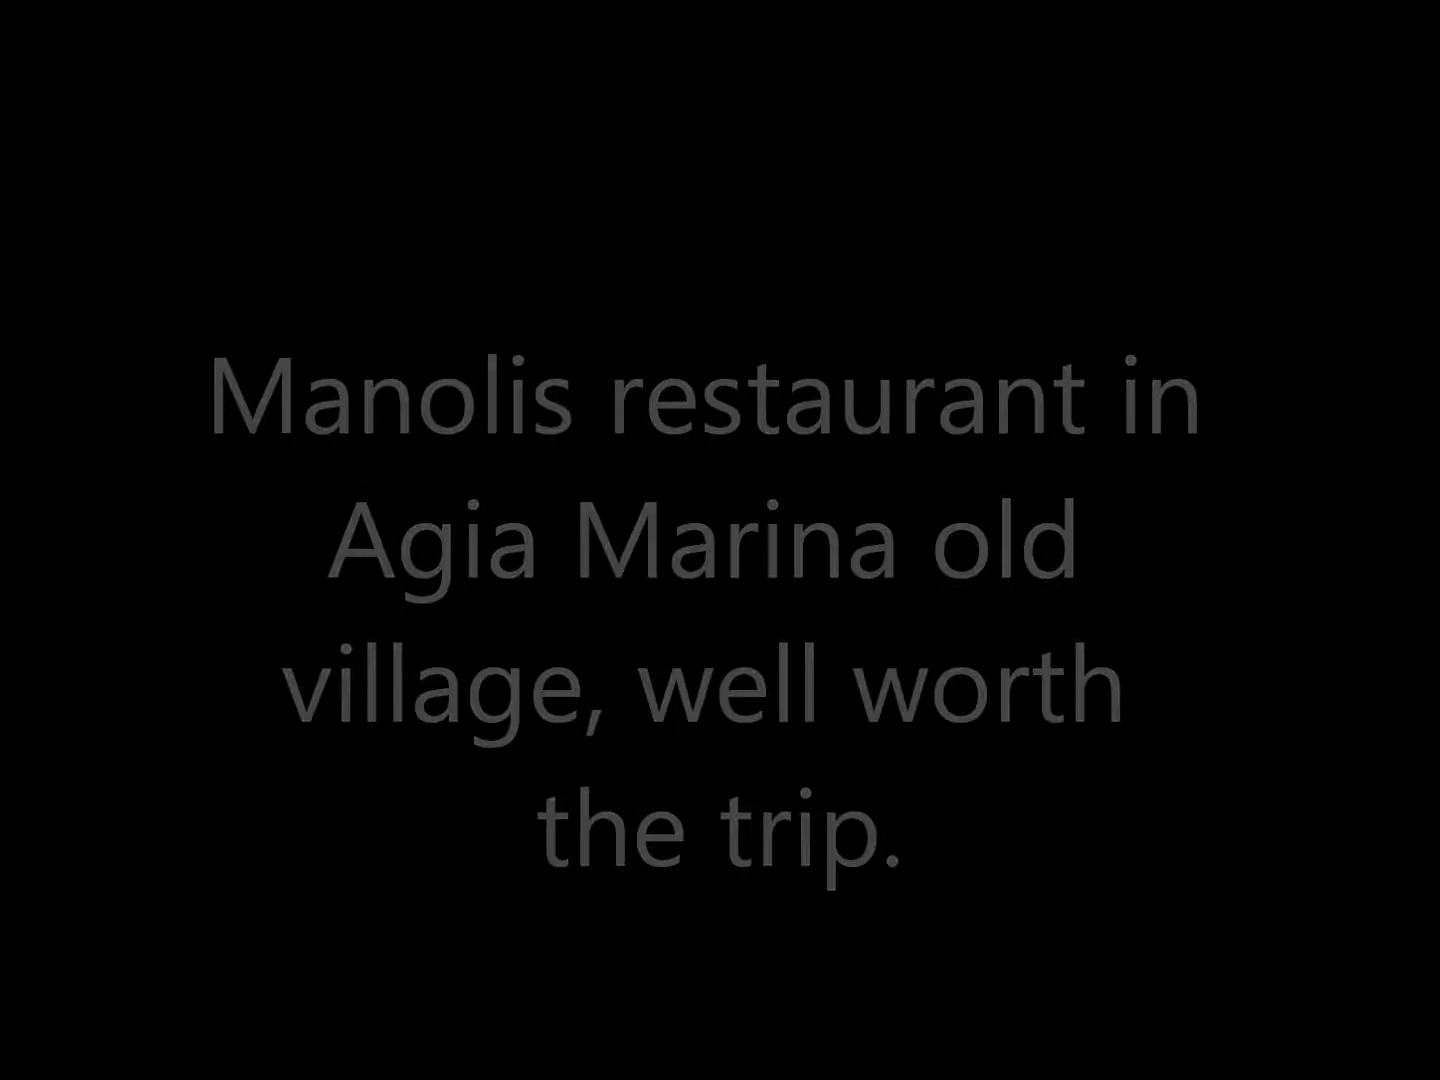 Manolis restaurant in
Agia Marina old
village, well worth
the trip.